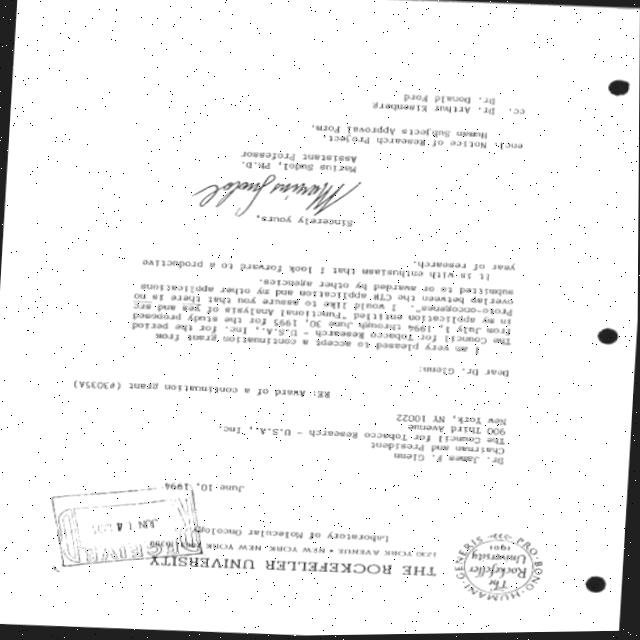 THE ROCKEFELLER UNIVERSITY
1230 YORK AVENUE • NEW YORK, NEW YORK
PRO·BONO·HUMANI·GENERIS
The
Rockefeller
University
1901
Laboratory of Molecular Oncology
RECEIVED
JUN 14
June 10, 1994
Dr. James F. Glenn
Chairman and President
The Council for Tobacco Research - U.S.A., Inc.
900 Third Avenue
New York, NY 10022
RE: Award of a continuation grant (#3035A)
Dear Dr. Glenn:
I am very pleased to accept a continuation grant from
The Council for Tobacco Research - U.S.A., Inc. for the period
from July 1, 1994 through June 30, 1995 for the study proposed
in my application entitled "Functional Analysis of yes and src
Proto-oncogenes". I would like to assure you that there is no
overlap between the CTR application and my other applications
submitted to or awarded by other agencies.
It is with enthusiasm that I look forward to a productive
year of research.
Sincerely yours,
Marius Sudol
Marius Sudol, Ph.D.
Assistant Professor
encl. Notice of Research Project,
Human Subjects Approval Form.
cc. Dr. Arthur Eisenberg
Dr. Donald Ford